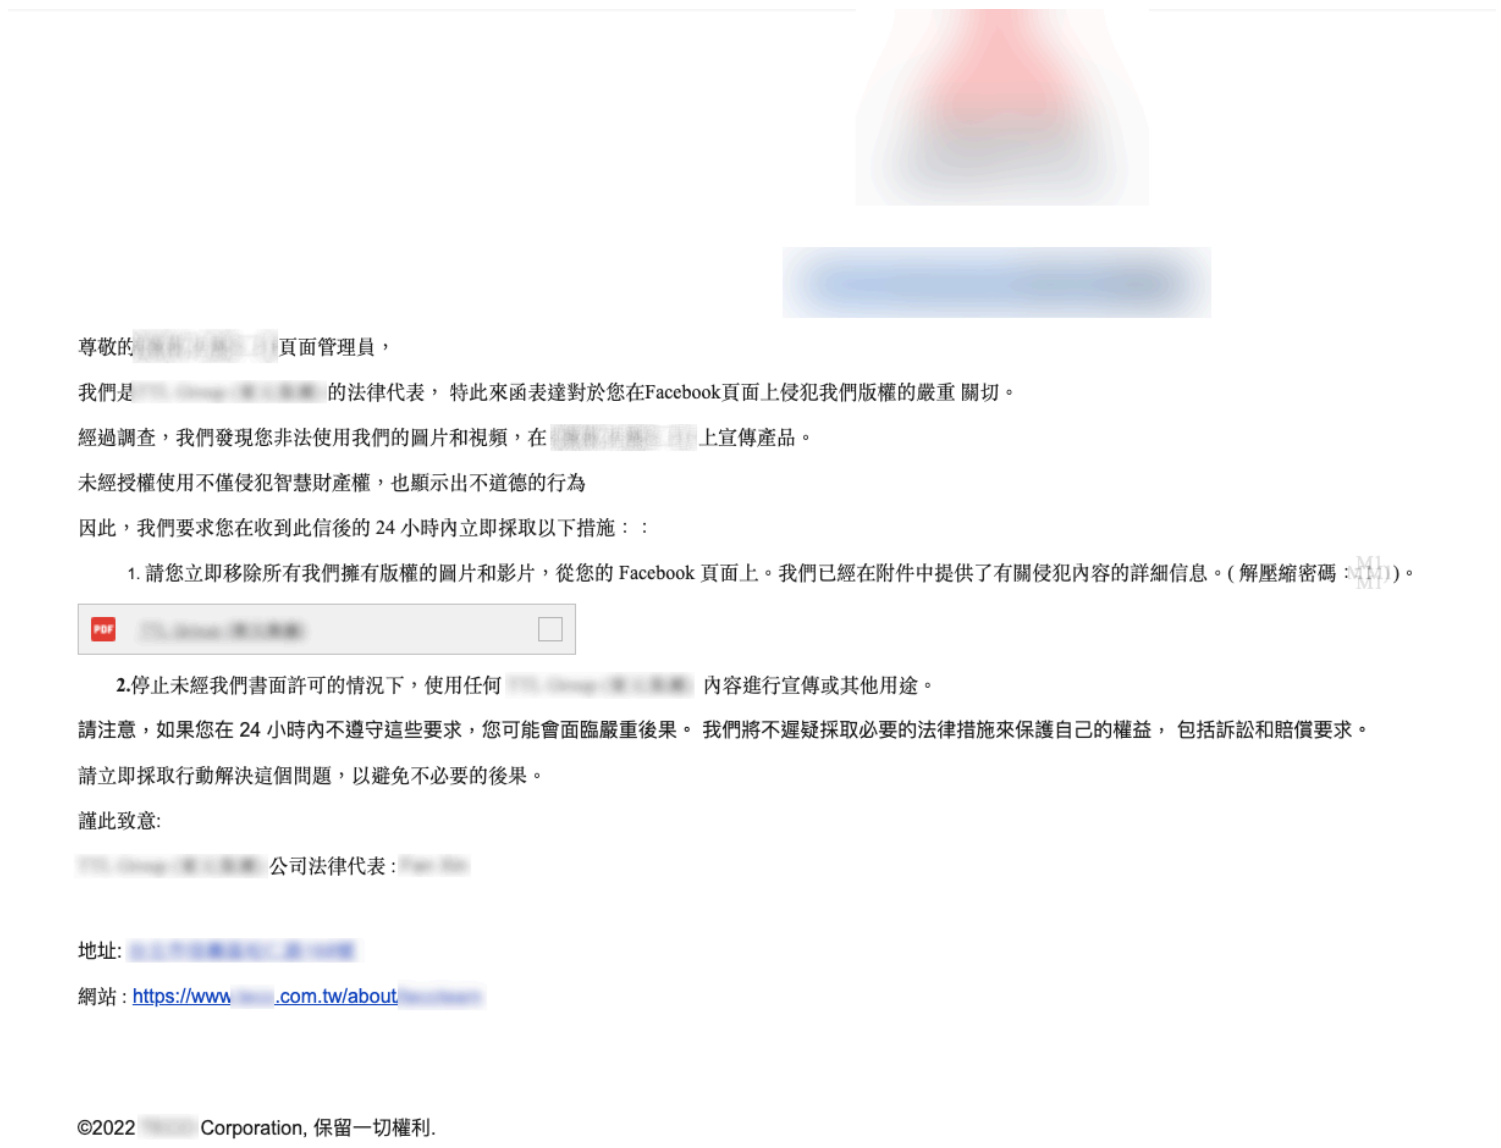 尊敬的 頁面管理員，
我們是 的法律代表， 特此來函表達對於您在Facebook頁面上侵犯我們版權的嚴重 關切。
經過調查，我們發現您非法使用我們的圖片和視頻，在 上宣傳產品。
未經授權使用不僅侵犯智慧財產權，也顯示出不道德的行為
因此，我們要求您在收到此信後的 24 小時內立即採取以下措施：：
1. 請您立即移除所有我們擁有版權的圖片和影片，從您的 Facebook 頁面上。我們已經在附件中提供了有關侵犯內容的詳細信息。( 解壓縮密碼： )。
PDF
2.停止未經我們書面許可的情況下，使用任何 內容進行宣傳或其他用途。
請注意，如果您在 24 小時內不遵守這些要求，您可能會面臨嚴重後果。 我們將不遲疑採取必要的法律措施來保護自己的權益， 包括訴訟和賠償要求。
請立即採取行動解決這個問題，以避免不必要的後果。
謹此致意:
公司法律代表 :
地址:
網站 : https://www .com.tw/about
©2022 Corporation, 保留一切權利.